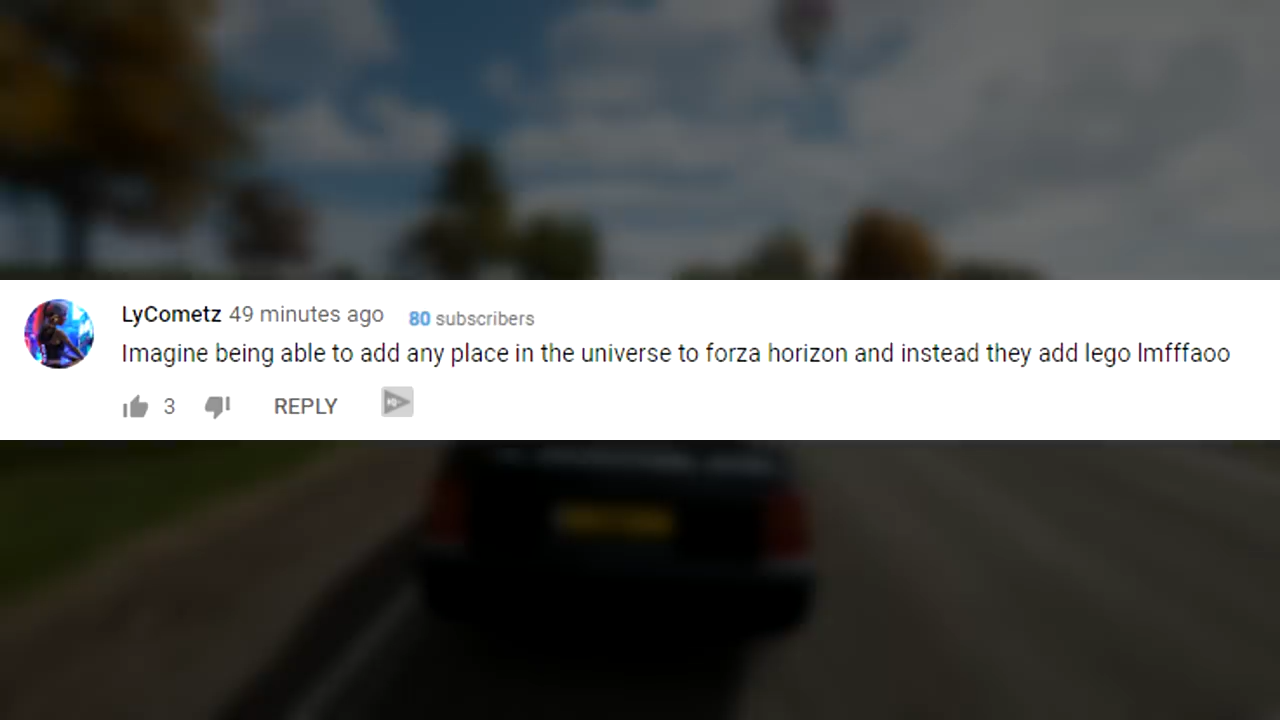 LyCometz 49 minutes ago 80 subscribers
Imagine being able to add any place in the universe to forza horizon and instead they add lego lmfffaoo
3 REPLY